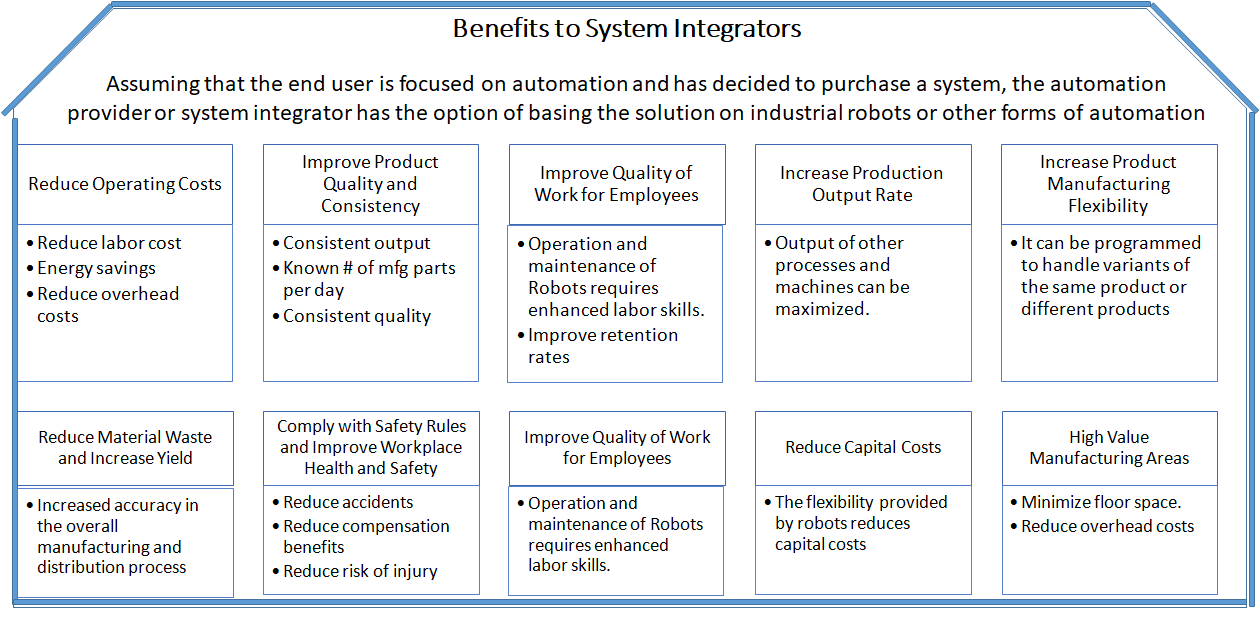 Benefits to System Integrators
Assuming that the end user is focused on automation and has decided to purchase a system, the automation
provider or system integrator has the option of basing the solution on industrial robots or other forms of automation
Reduce Operating Costs
• Reduce labor cost
• Energy savings
• Reduce overhead
costs
Improve Product
Quality and
Consistency
• Consistent output
• Known # of mfg parts
per day
• Consistent quality
Improve Quality of
Work for Employees
• Operation and
maintenance of
Robots requires
enhanced labor skills.
• Improve retention
rates
Increase Production
Output Rate
• Output of other
processes and
machines can be
maximized.
Increase Product
Manufacturing
Flexibility
• It can be programmed
to handle variants of
the same product or
different products
Reduce Material Waste
and Increase Yield
• Increased accuracy in
the overall
manufacturing and
distribution process
Comply with Safety Rules
and Improve Workplace
Health and Safety
• Reduce accidents
• Reduce compensation
benefits
• Reduce risk of injury
Improve Quality of Work
for Employees
• Operation and
maintenance of Robots
requires enhanced
labor skills.
Reduce Capital Costs
• The flexibility provided
by robots reduces
capital costs
High Value
Manufacturing Areas
• Minimize floor space.
• Reduce overhead costs